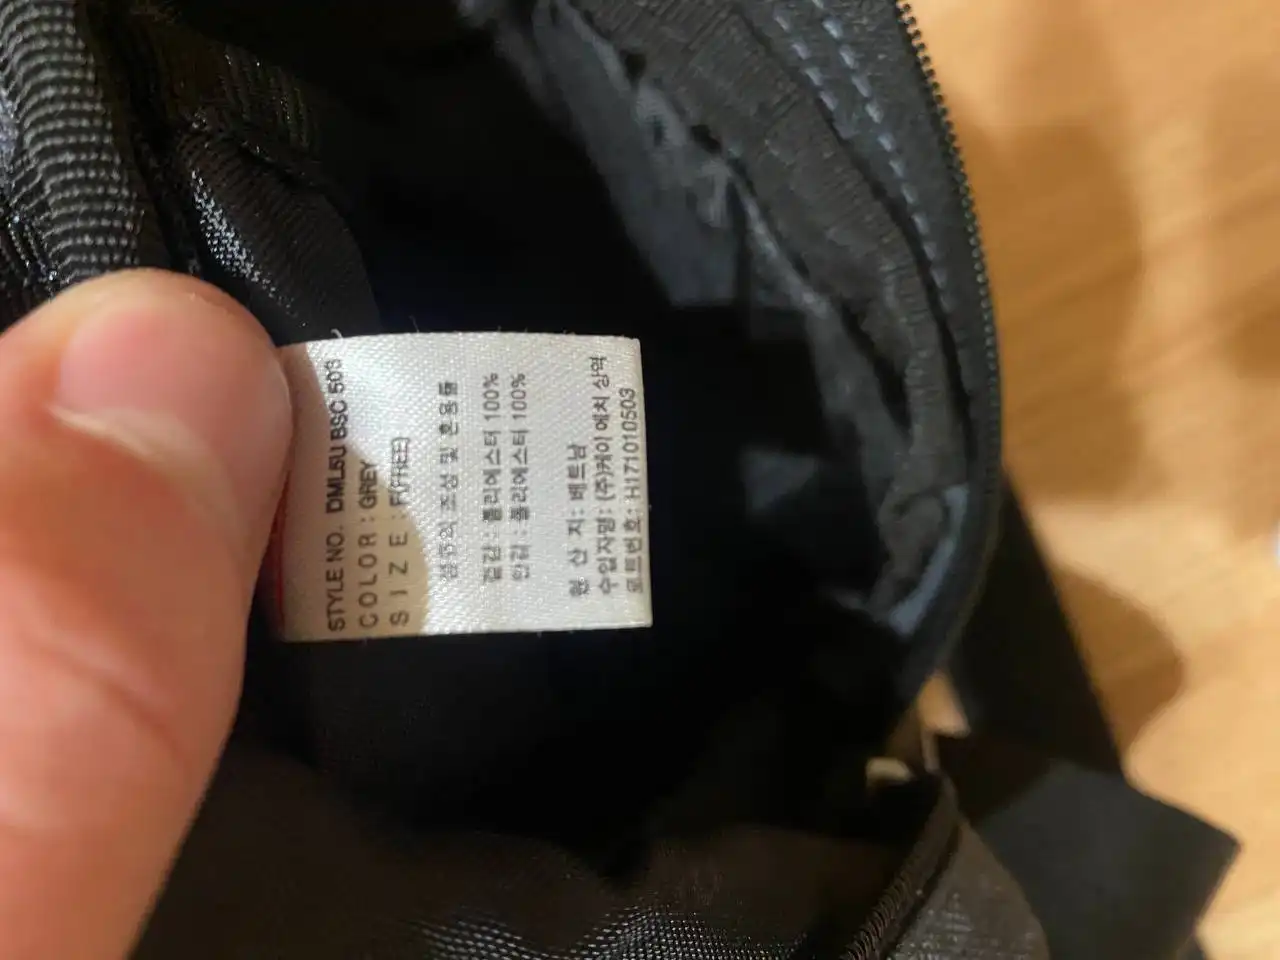 STYLE NO. DML5U BSC 503
COLOR : GREY
S I Z E : F(FREE)
섬유의 조성 및 혼용률
겉감 : 폴리에스터 100%
안감 : 폴리에스터 100%
원 산 지: 베트남
수입자명: (주)케이 에치 상역
로트번호: H171010503